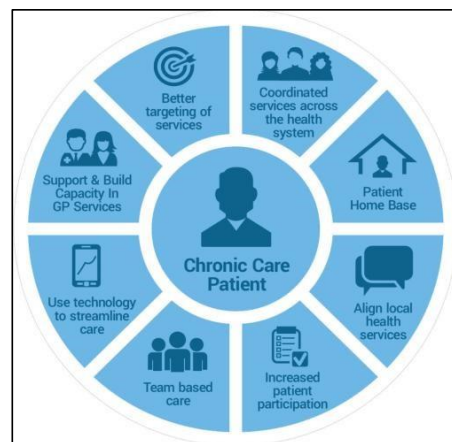 Better
targeting of
services
Coordinated
services across
the health
system
Patient
Home Base
Align local
health
services
Increased
patient
participation
Team based
care
Use technology
to streamline
care
Support & Build
Capacity In
GP Services
Chronic Care
Patient